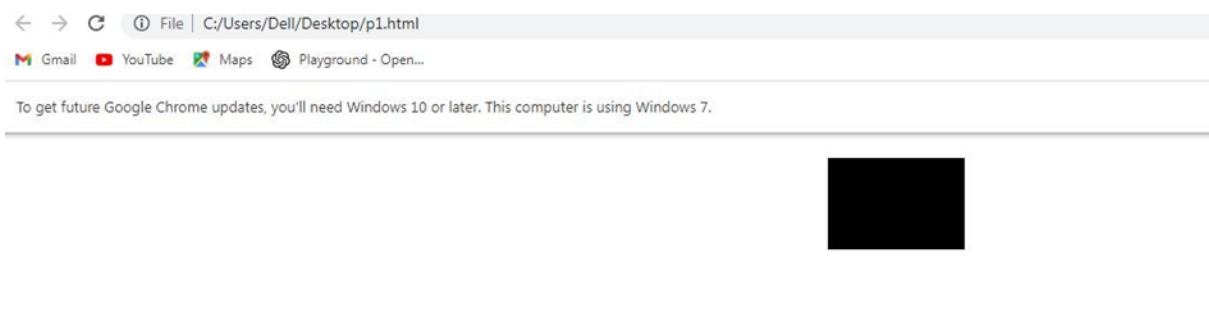 File | C:/Users/Dell/Desktop/p1.html
Gmail YouTube Maps Playground - Open...
To get future Google Chrome updates, you'll need Windows 10 or later. This computer is using Windows 7.